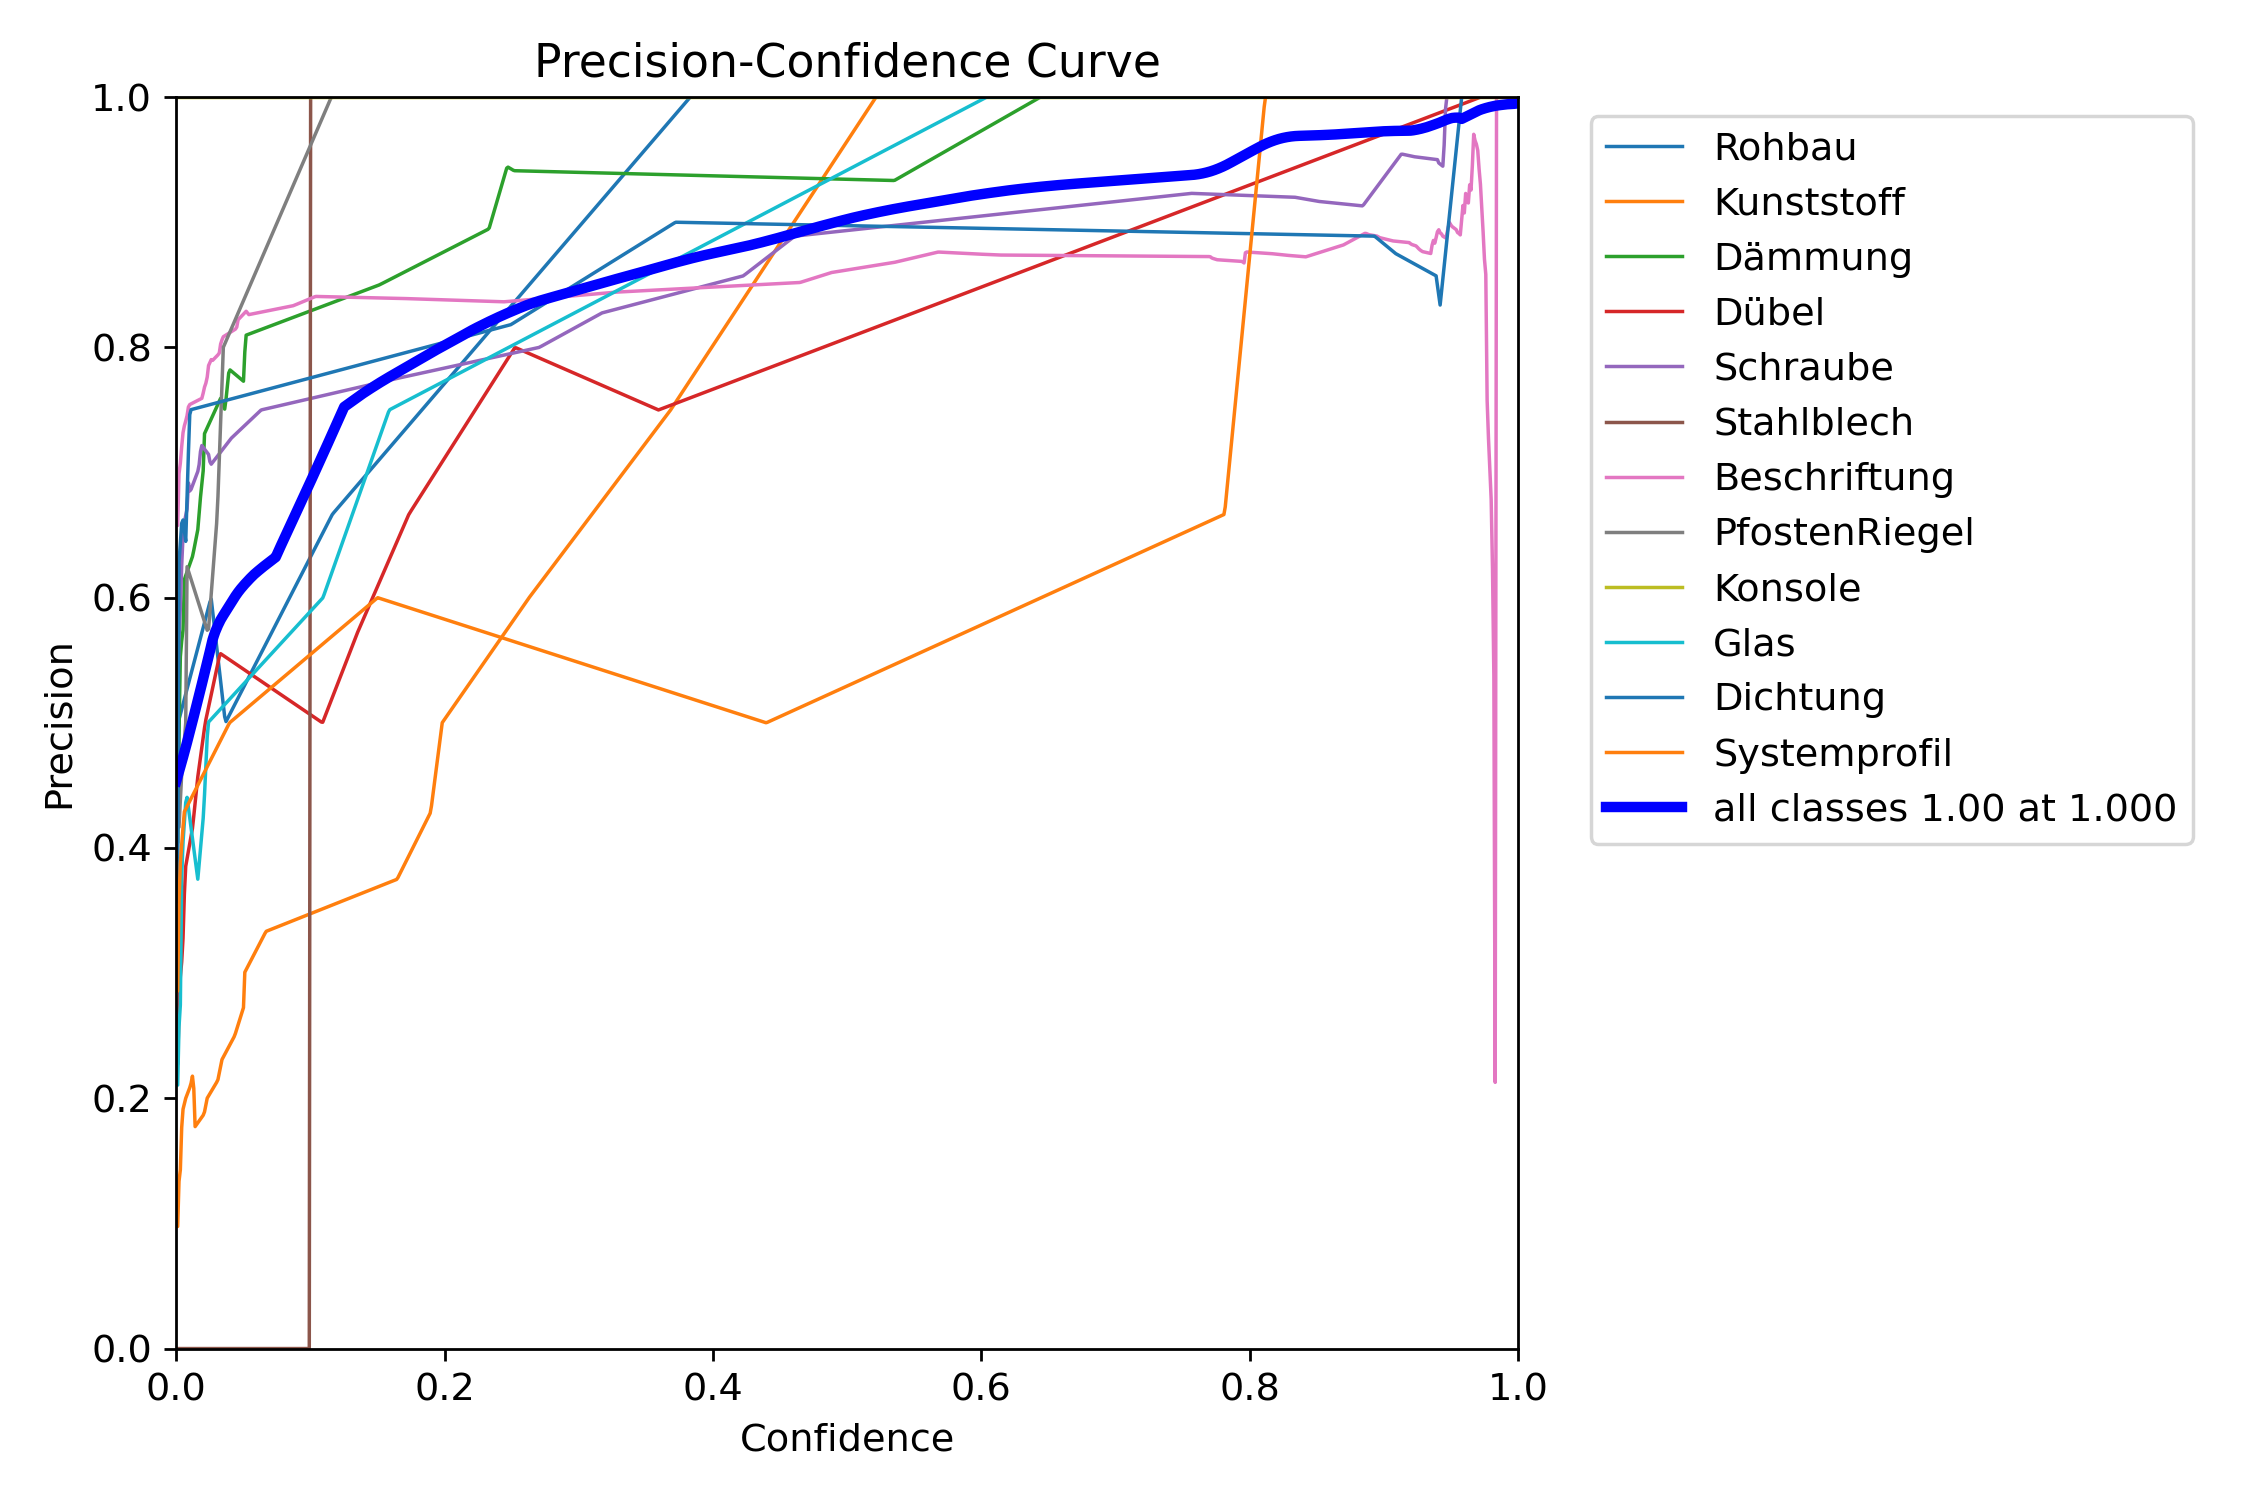 Precision-Confidence Curve
1.0
0.8
0.6
0.4
0.2
0.0
Precision
0.0 0.2 0.4 0.6 0.8 1.0
Confidence
Rohbau
Kunststoff
Dämmung
Dübel
Schraube
Stahlblech
Beschriftung
PfostenRiegel
Konsole
Glas
Dichtung
Systemprofil
all classes 1.00 at 1.000